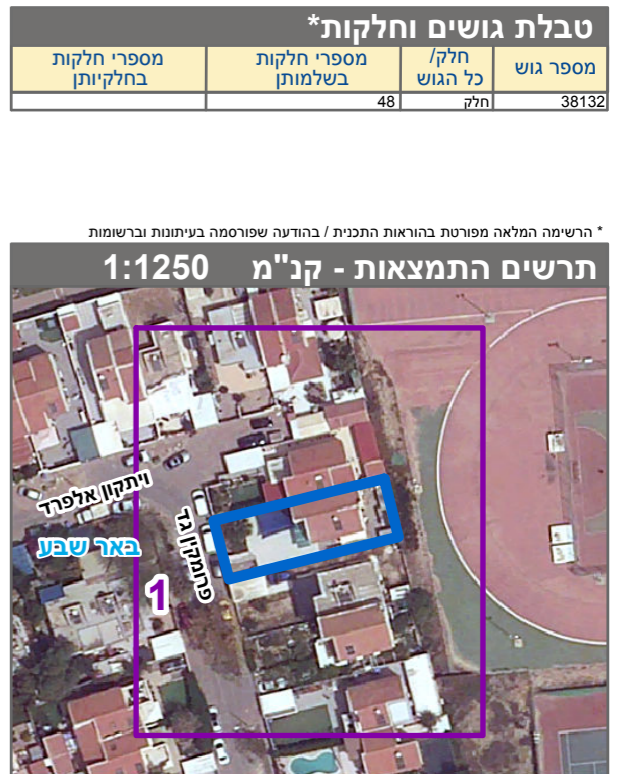 טבלת גושים וחלקות*
מספר גוש	חלק/ כל הגוש	מספרי חלקות בשלמותן	מספרי חלקות בחלקיותן
38132	חלק	48
* הרשימה המלאה מפורטת בהוראות התכנית / בהודעה שפורסמה בעיתונות וברשומות
תרשים התמצאות - קנ"מ 1:1250
ויתקון אלפרד
באר שבע
פרומקין גד
1